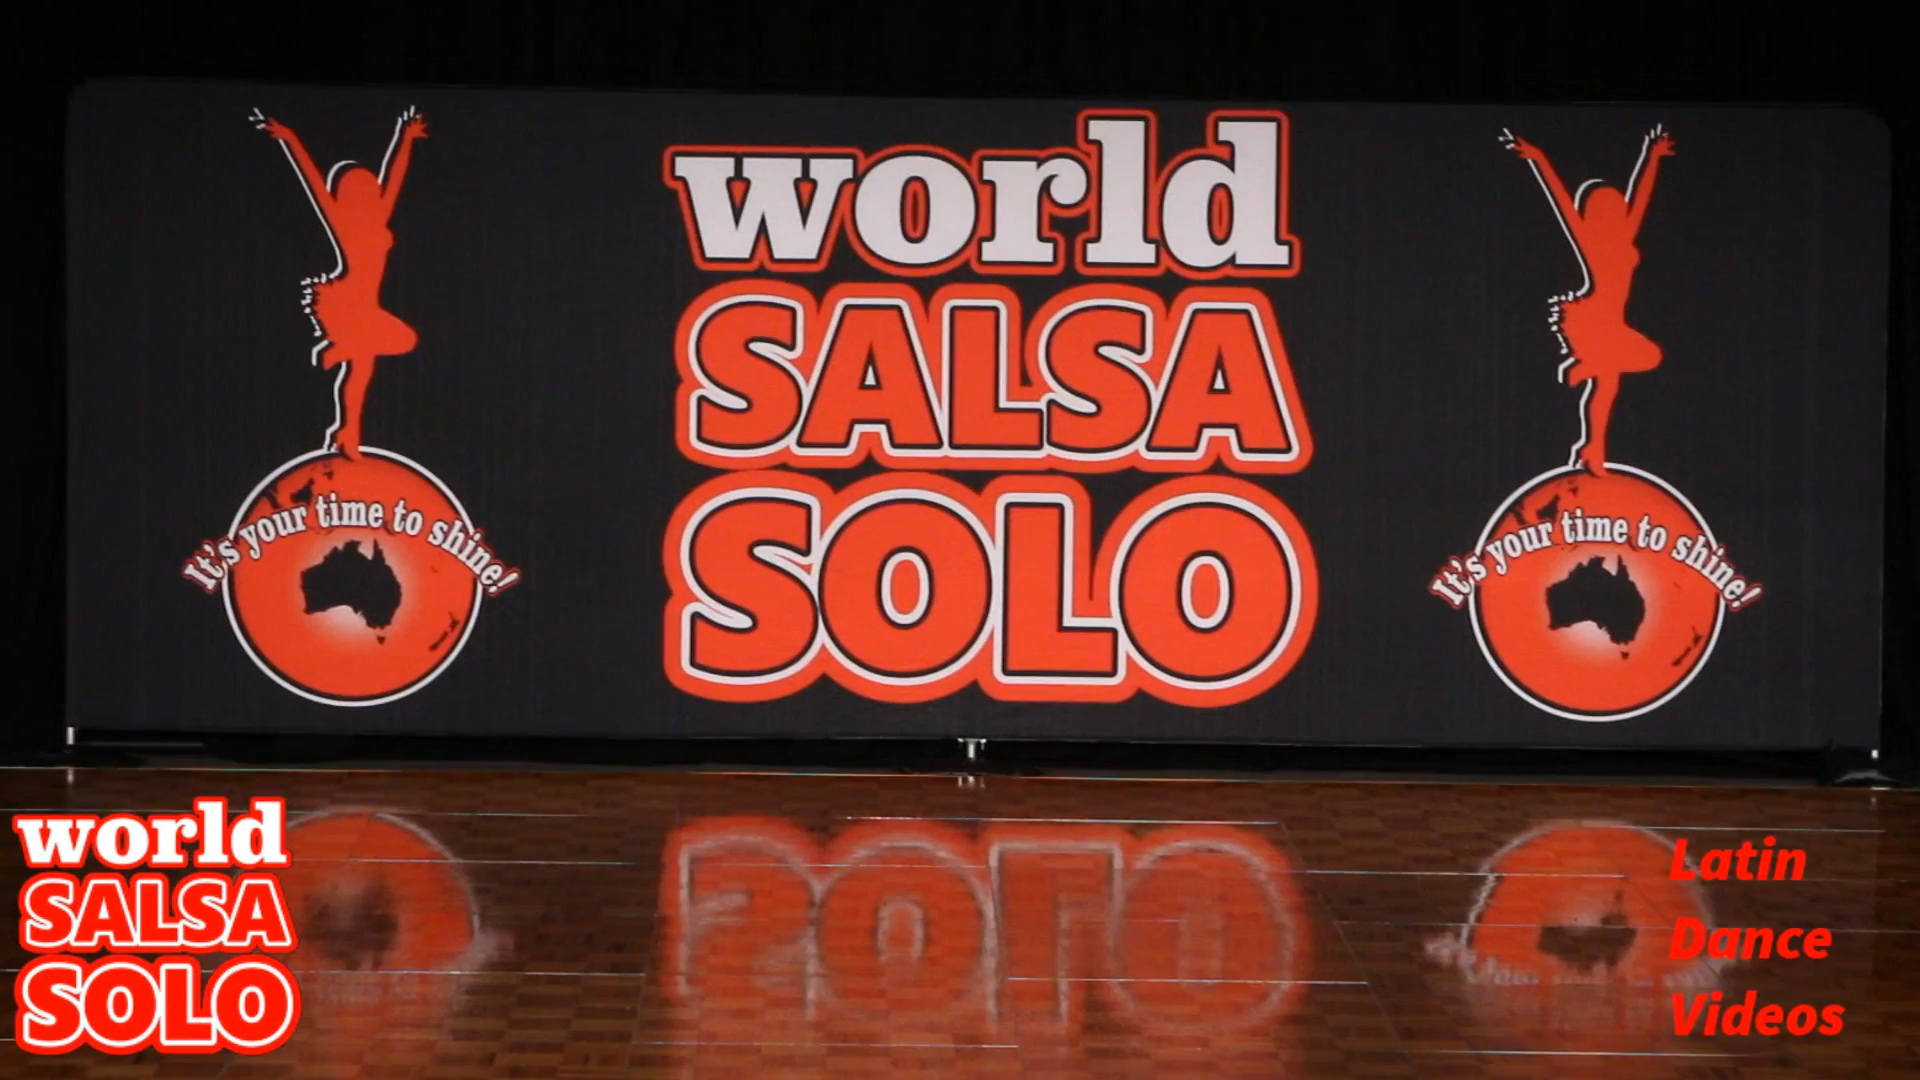 world
SALSA
SOLO
It's your time to shine!
It's your time to shine!
world
SALSA
SOLO
Latin
Dance
Videos